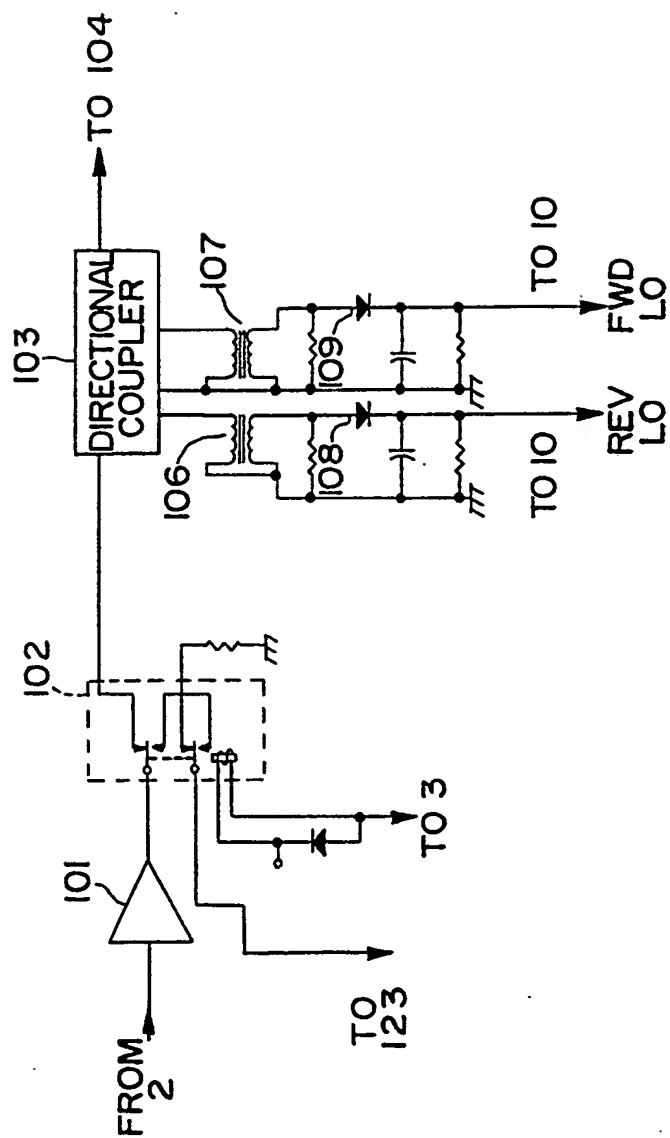 103
DIRECTIONAL
COUPLER
TO 104
102
106
107
101
108
109
FROM
2
TO
123
TO 3
TO 10
REV
LO
TO 10
FWD
LO